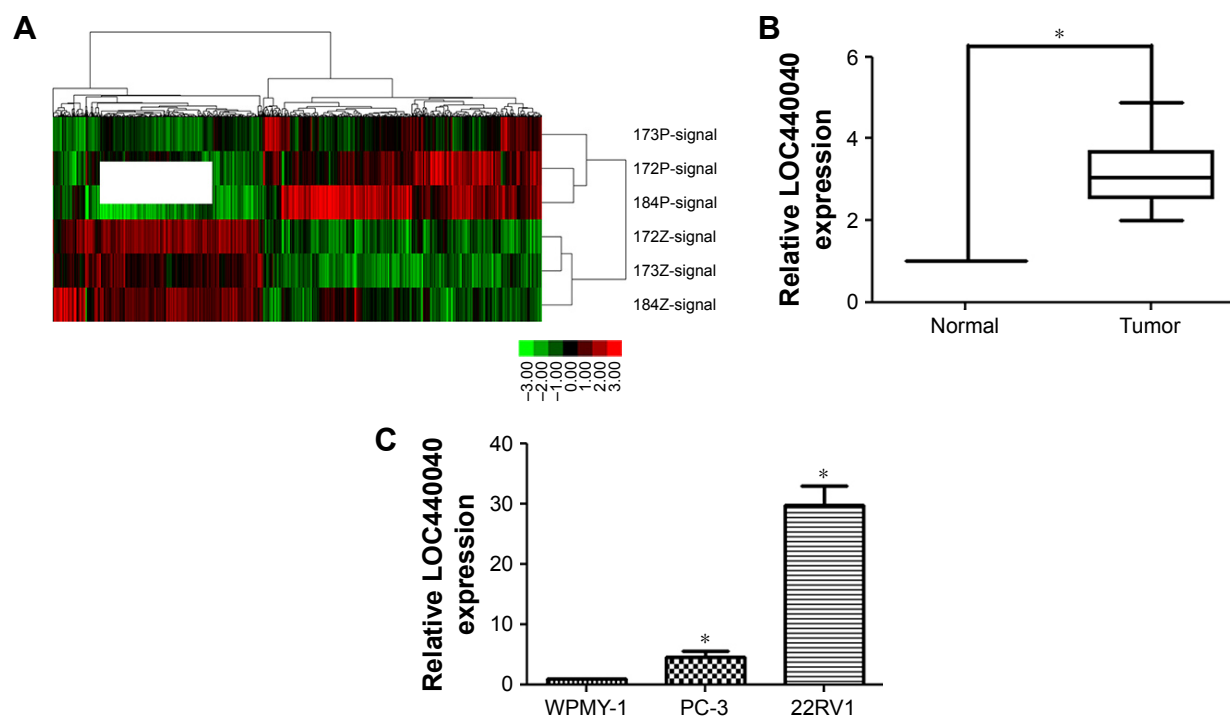 A
173P-signal
172P-signal
184P-signal
172Z-signal
173Z-signal
184Z-signal
−3.00
−2.00
−1.00
0.00
1.00
2.00
3.00
B
Relative LOC440040
expression
6
4
2
0
*
Normal
Tumor
C
Relative LOC440040
expression
40
30
20
10
0
*
*
WPMY-1
PC-3
22RV1